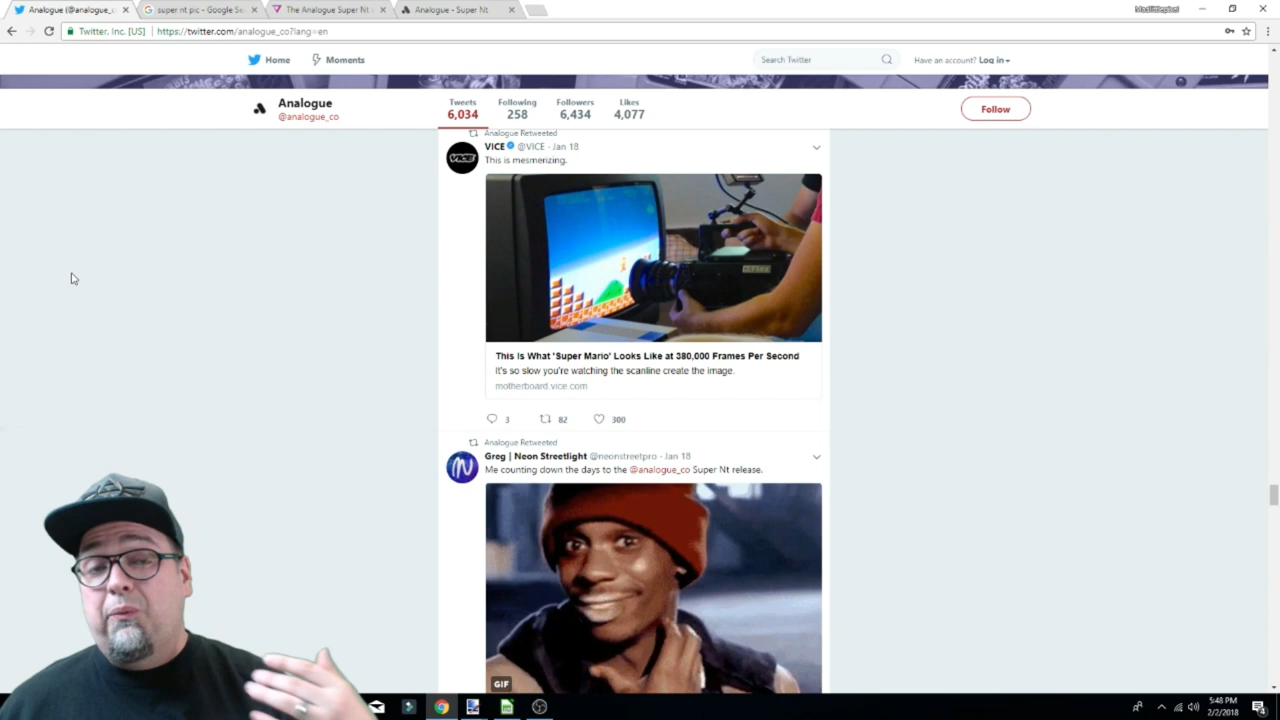 Analogue (@analogue_c
super nt pic - Google Se
The Analogue Super Nt
Analogue - Super Nt
Madlittlepixel
Twitter, Inc. [US]
https://twitter.com/analogue_co?lang=en
Home
Moments
Search Twitter
Have an account? Log in
Analogue
@analogue_co
Tweets
6,034
Following
258
Followers
6,434
Likes
4,077
Follow
Analogue Retweeted
VICE @VICE · Jan 18
This is mesmerizing.
VICE
This Is What 'Super Mario' Looks Like at 380,000 Frames Per Second
It's so slow you're watching the scanline create the image.
motherboard.vice.com
3
82
300
Analogue Retweeted
Greg | Neon Streetlight @neonstreetpro · Jan 18
Me counting down the days to the @analogue_co Super Nt release.
GIF
5:48 PM
2/2/2018
4